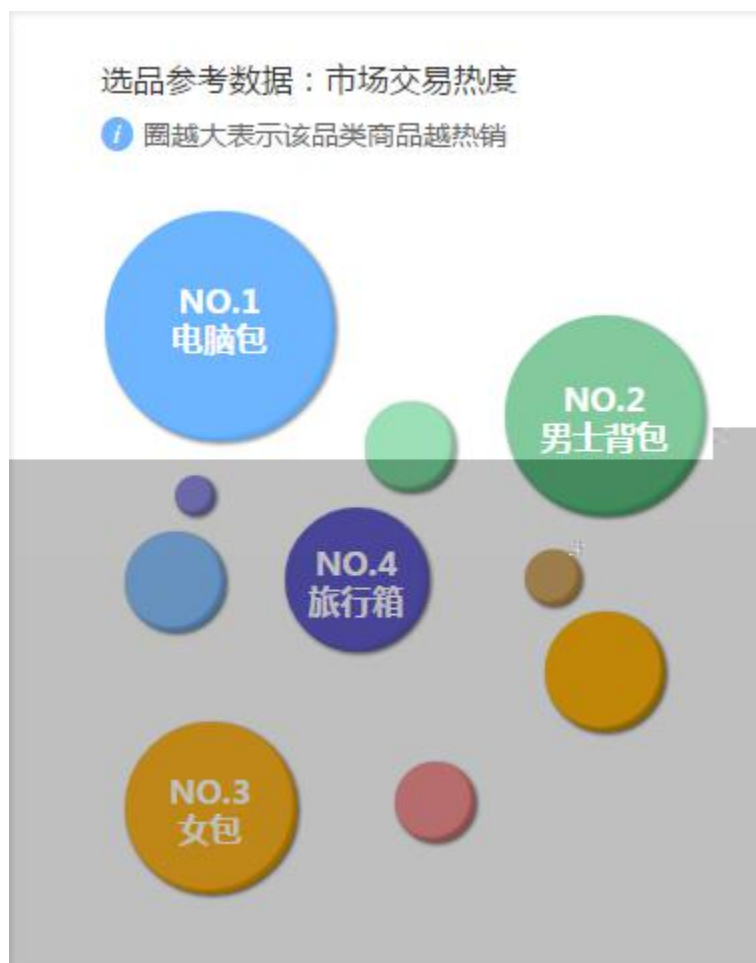 选品参考数据：市场交易热度
i 圈越大表示该品类商品越热销
NO.1
电脑包
NO.2
男士背包
NO.4
旅行箱
NO.3
女包